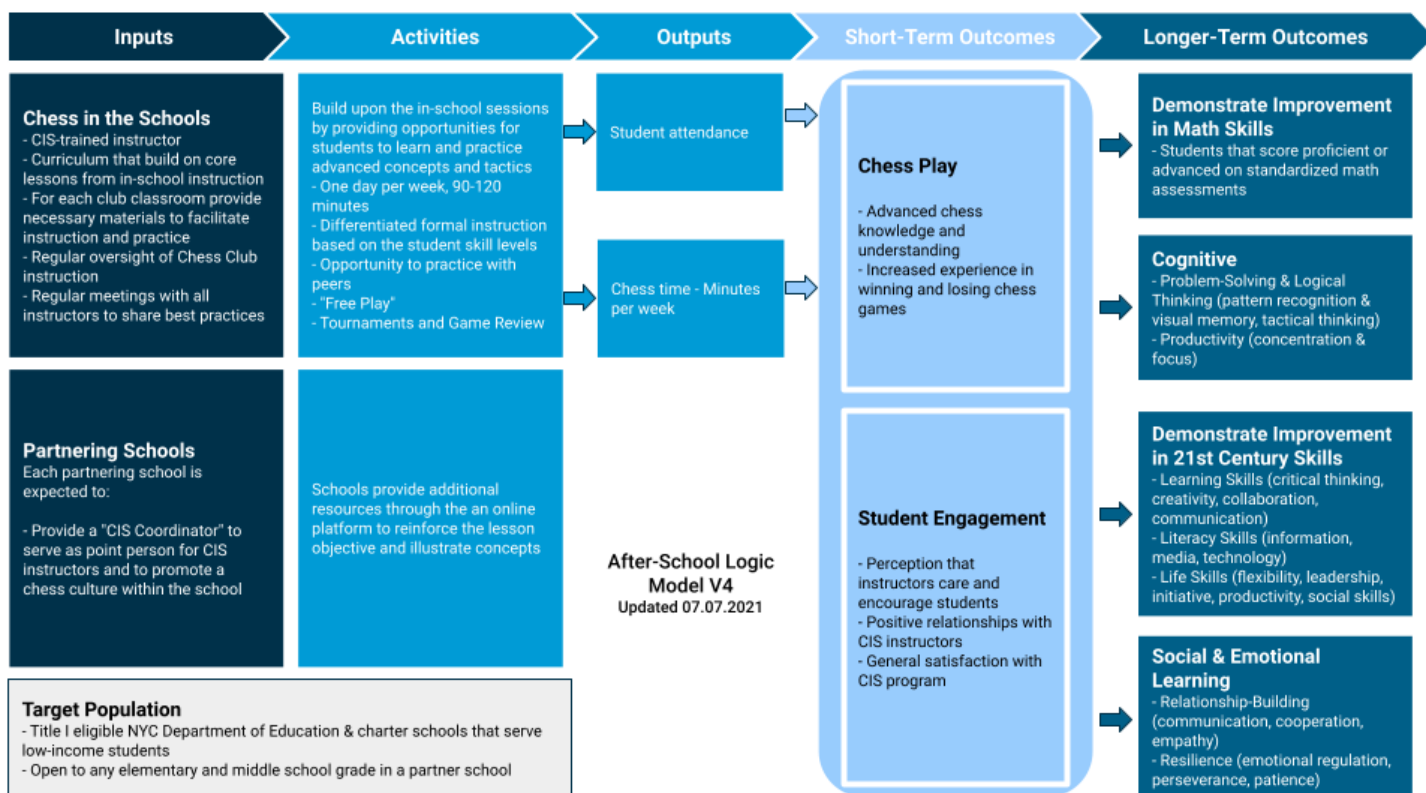 Inputs
Activities
Outputs
Short-Term Outcomes
Longer-Term Outcomes
Chess in the Schools
- CIS-trained instructor
- Curriculum that build on core
lessons from in-school instruction
- For each club classroom provide
necessary materials to facilitate
instruction and practice
- Regular oversight of Chess Club
instruction
- Regular meetings with all
instructors to share best practices
Partnering Schools
Each partnering school is
expected to:
- Provide a "CIS Coordinator" to
serve as point person for CIS
instructors and to promote a
chess culture within the school
Target Population
- Title I eligible NYC Department of Education & charter schools that serve
low-income students
- Open to any elementary and middle school grade in a partner school
Build upon the in-school sessions
by providing opportunities for
students to learn and practice
advanced concepts and tactics
- One day per week, 90-120
minutes
- Differentiated formal instruction
based on the student skill levels
- Opportunity to practice with
peers
- "Free Play"
- Tournaments and Game Review
Schools provide additional
resources through the an online
platform to reinforce the lesson
objective and illustrate concepts
Student attendance
Chess time - Minutes
per week
After-School Logic
Model V4
Updated 07.07.2021
Chess Play
- Advanced chess
knowledge and
understanding
- Increased experience in
winning and losing chess
games
Student Engagement
- Perception that
instructors care and
encourage students
- Positive relationships with
CIS instructors
- General satisfaction with
CIS program
Demonstrate Improvement
in Math Skills
- Students that score proficient or
advanced on standardized math
assessments
Cognitive
- Problem-Solving & Logical
Thinking (pattern recognition &
visual memory, tactical thinking)
- Productivity (concentration &
focus)
Demonstrate Improvement
in 21st Century Skills
- Learning Skills (critical thinking,
creativity, collaboration,
communication)
- Literacy Skills (information,
media, technology)
- Life Skills (flexibility, leadership,
initiative, productivity, social skills)
Social & Emotional
Learning
- Relationship-Building
(communication, cooperation,
empathy)
- Resilience (emotional regulation,
perseverance, patience)